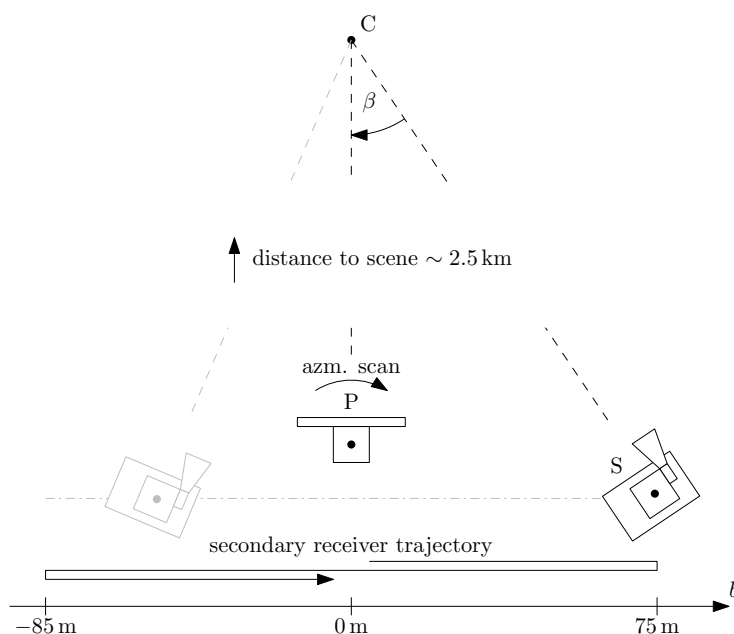 C
β
distance to scene ∼ 2.5 km
azm. scan
P
S
secondary receiver trajectory
b
−85 m
0 m
75 m